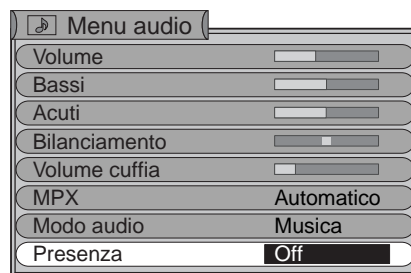 Menu audio
Volume
Bassi
Acuti
Bilanciamento
Volume cuffia
MPX Automatico
Modo audio Musica
Presenza Off